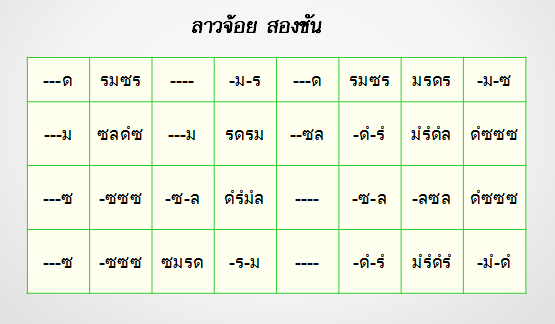 ลาวจ้อย สองชั้น
---ด รมซร ---- -ม-ร ---ด รมซร มรดร -ม-ซ
---ม ซลดํซ ---ม รดรม --ซล -ดํ-รํ มํรํดํล ดํซซซ
---ซ -ซซซ -ซ-ล ดํรํมํล ---- -ซ-ล -ลซล ดํซซซ
---ซ -ซซซ ซมรด -ร-ม ---- -ดํ-รํ มํรํดํรํ -มํ-ดํ